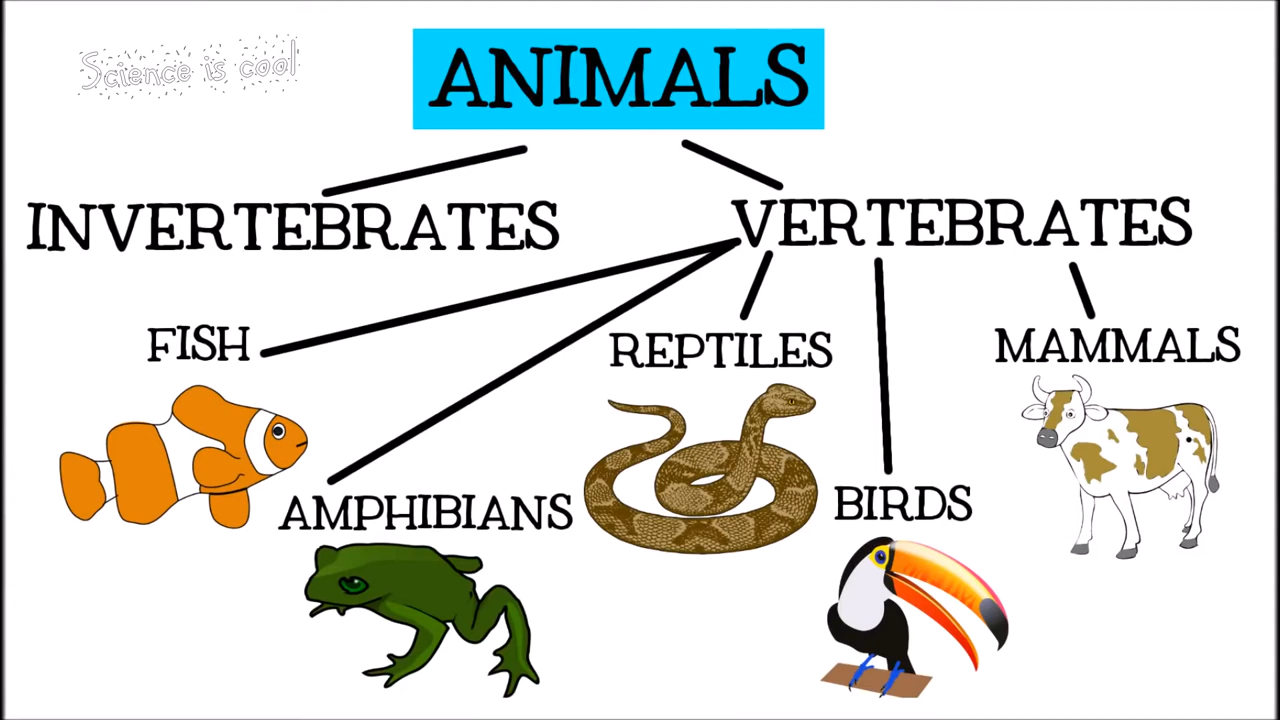 Science is cool
ANIMALS
INVERTEBRATES
VERTEBRATES
FISH
REPTILES
MAMMALS
AMPHIBIANS
BIRDS